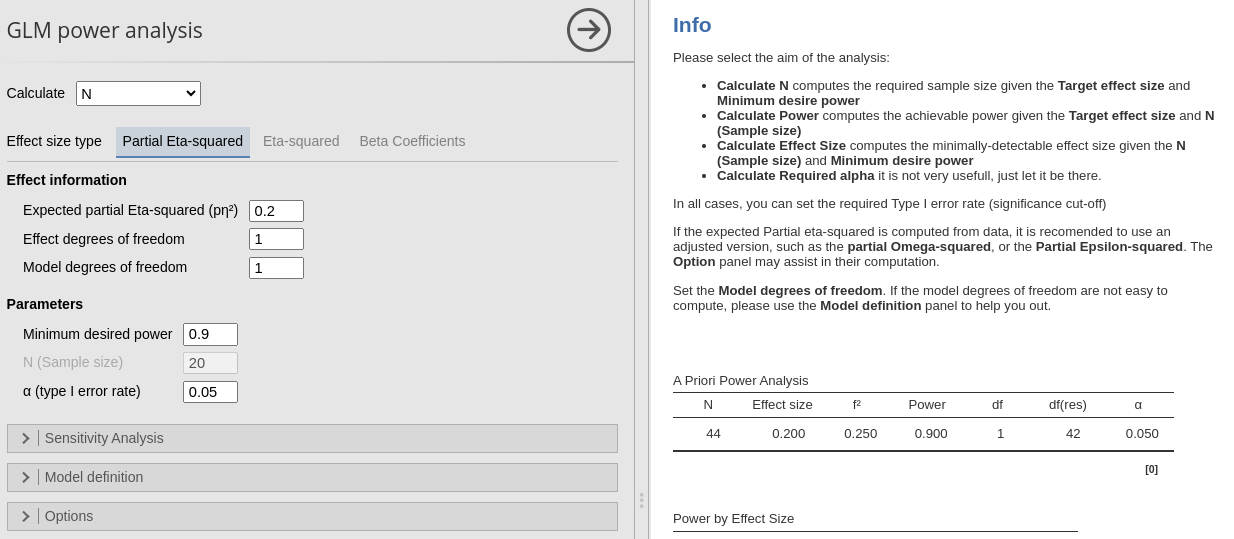 GLM power analysis
Calculate N
Effect size type Partial Eta-squared Eta-squared Beta Coefficients
Effect information
Expected partial Eta-squared (pη²) 0.2
Effect degrees of freedom 1
Model degrees of freedom 1
Parameters
Minimum desired power 0.9
N (Sample size) 20
α (type I error rate) 0.05
Sensitivity Analysis
Model definition
Options
Info
Please select the aim of the analysis:
• Calculate N computes the required sample size given the Target effect size and
Minimum desire power
• Calculate Power computes the achievable power given the Target effect size and N
(Sample size)
• Calculate Effect Size computes the minimally-detectable effect size given the N
(Sample size) and Minimum desire power
• Calculate Required alpha it is not very usefull, just let it be there.
In all cases, you can set the required Type I error rate (significance cut-off)
If the expected Partial eta-squared is computed from data, it is recomended to use an
adjusted version, such as the partial Omega-squared, or the Partial Epsilon-squared. The
Option panel may assist in their computation.
Set the Model degrees of freedom. If the model degrees of freedom are not easy to
compute, please use the Model definition panel to help you out.
A Priori Power Analysis
N Effect size f² Power df df(res) α
44 0.200 0.250 0.900 1 42 0.050
[0]
Power by Effect Size